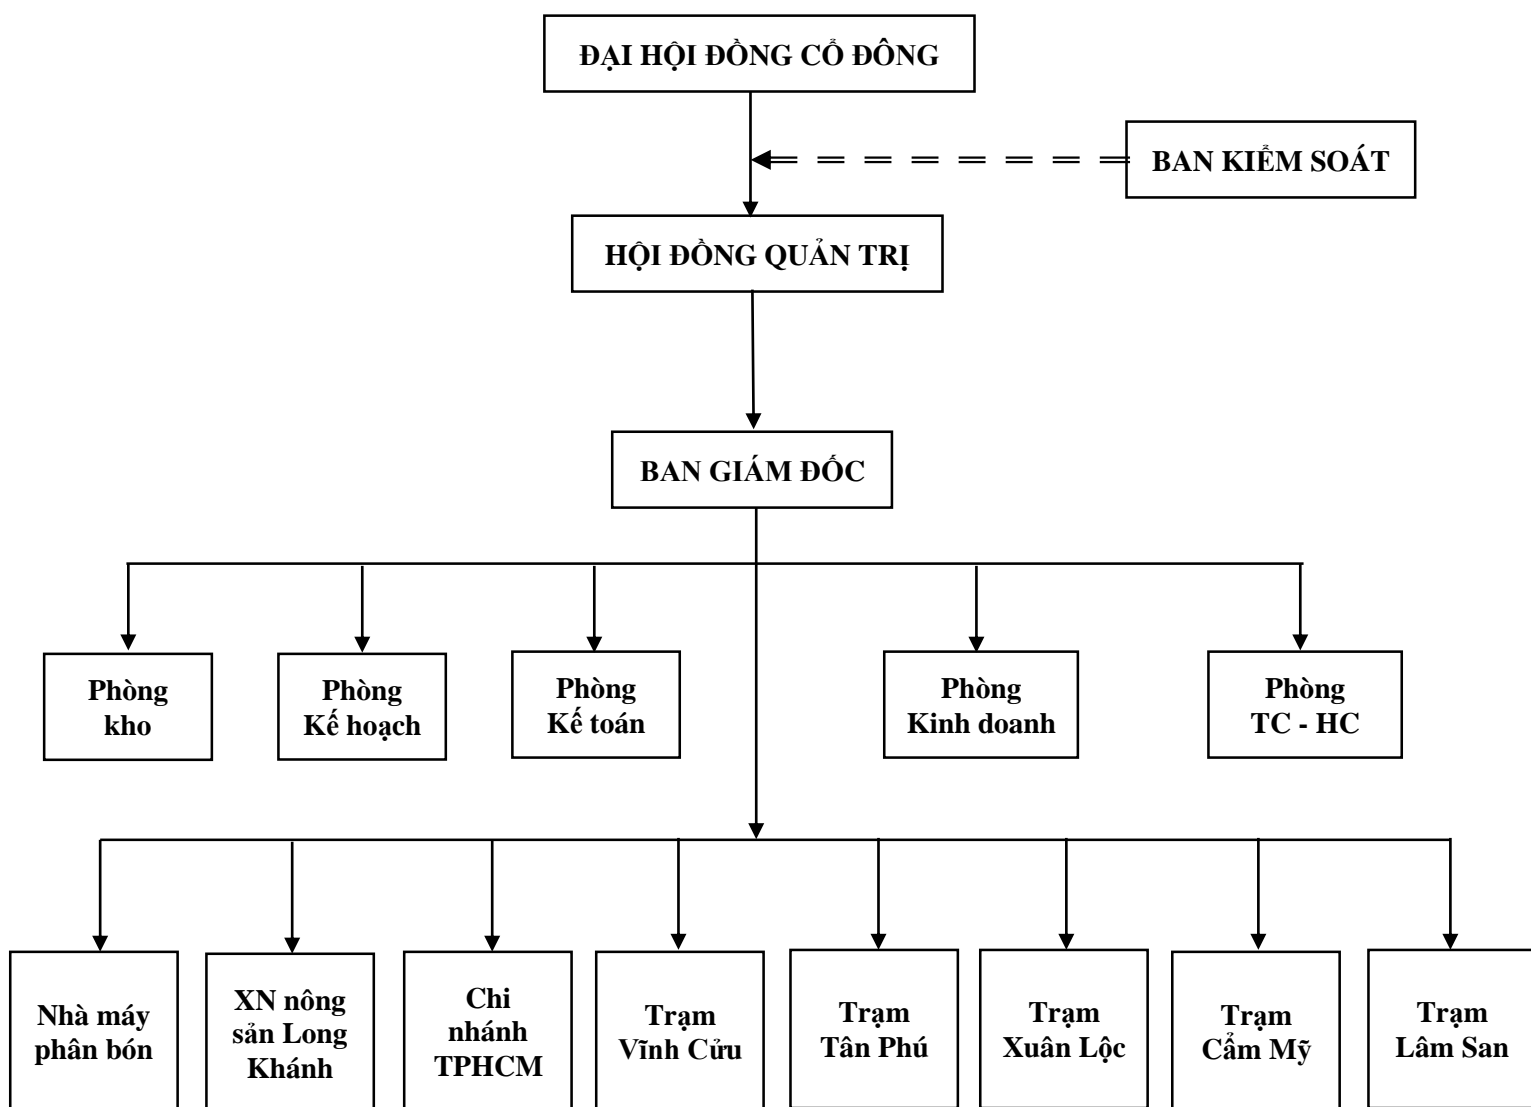 ĐẠI HỘI ĐỒNG CỔ ĐÔNG
BAN KIỂM SOÁT
HỘI ĐỒNG QUẢN TRỊ
BAN GIÁM ĐỐC
Phòng
kho
Phòng
Kế hoạch
Phòng
Kế toán
Phòng
Kinh doanh
Phòng
TC - HC
Nhà máy
phân bón
XN nông
sản Long
Khánh
Chi
nhánh
TPHCM
Trạm
Vĩnh Cửu
Trạm
Tân Phú
Trạm
Xuân Lộc
Trạm
Cẩm Mỹ
Trạm
Lâm San